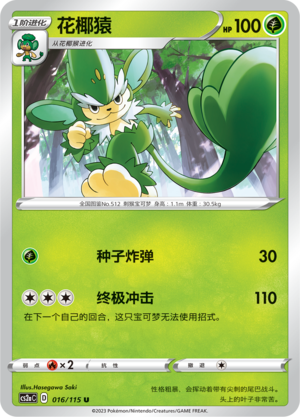 1阶进化
花椰猿
HP 100
从花椰猴进化
全国图鉴No.512 刺猴宝可梦 身高:1.1m 体重:30.5kg
种子炸弹 30
终极冲击 110
在下一个自己的回合,这只宝可梦无法使用招式。
弱点 ×2 抗性 撤退
Illus.Hasegawa Saki
CS3aC D 016/115 U
性格暴躁。会挥动着带有尖刺的尾巴战斗。
头上的叶子非常苦。
©2023 Pokémon/Nintendo/Creatures/GAME FREAK.